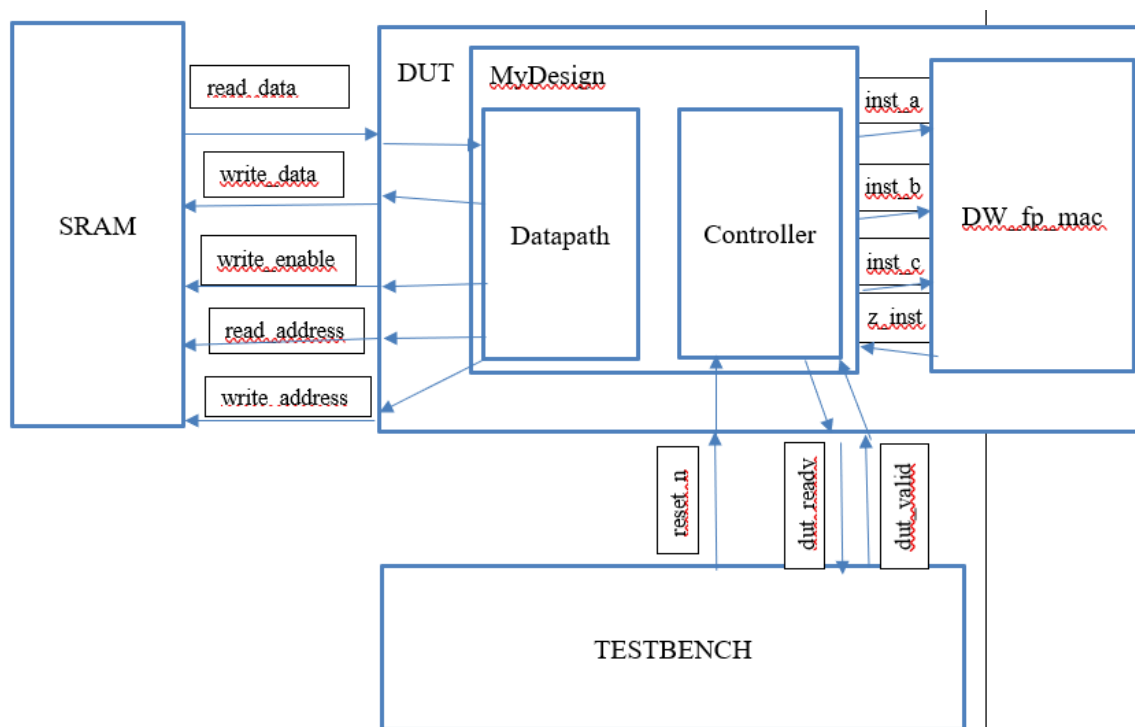 DUT
MyDesign
read_data
inst_a
write_data
inst_b
SRAM
Datapath
Controller
DW_fp_mac
write_enable
inst_c
read_address
z_inst
write_address
reset_n
dut_ready
dut_valid
TESTBENCH